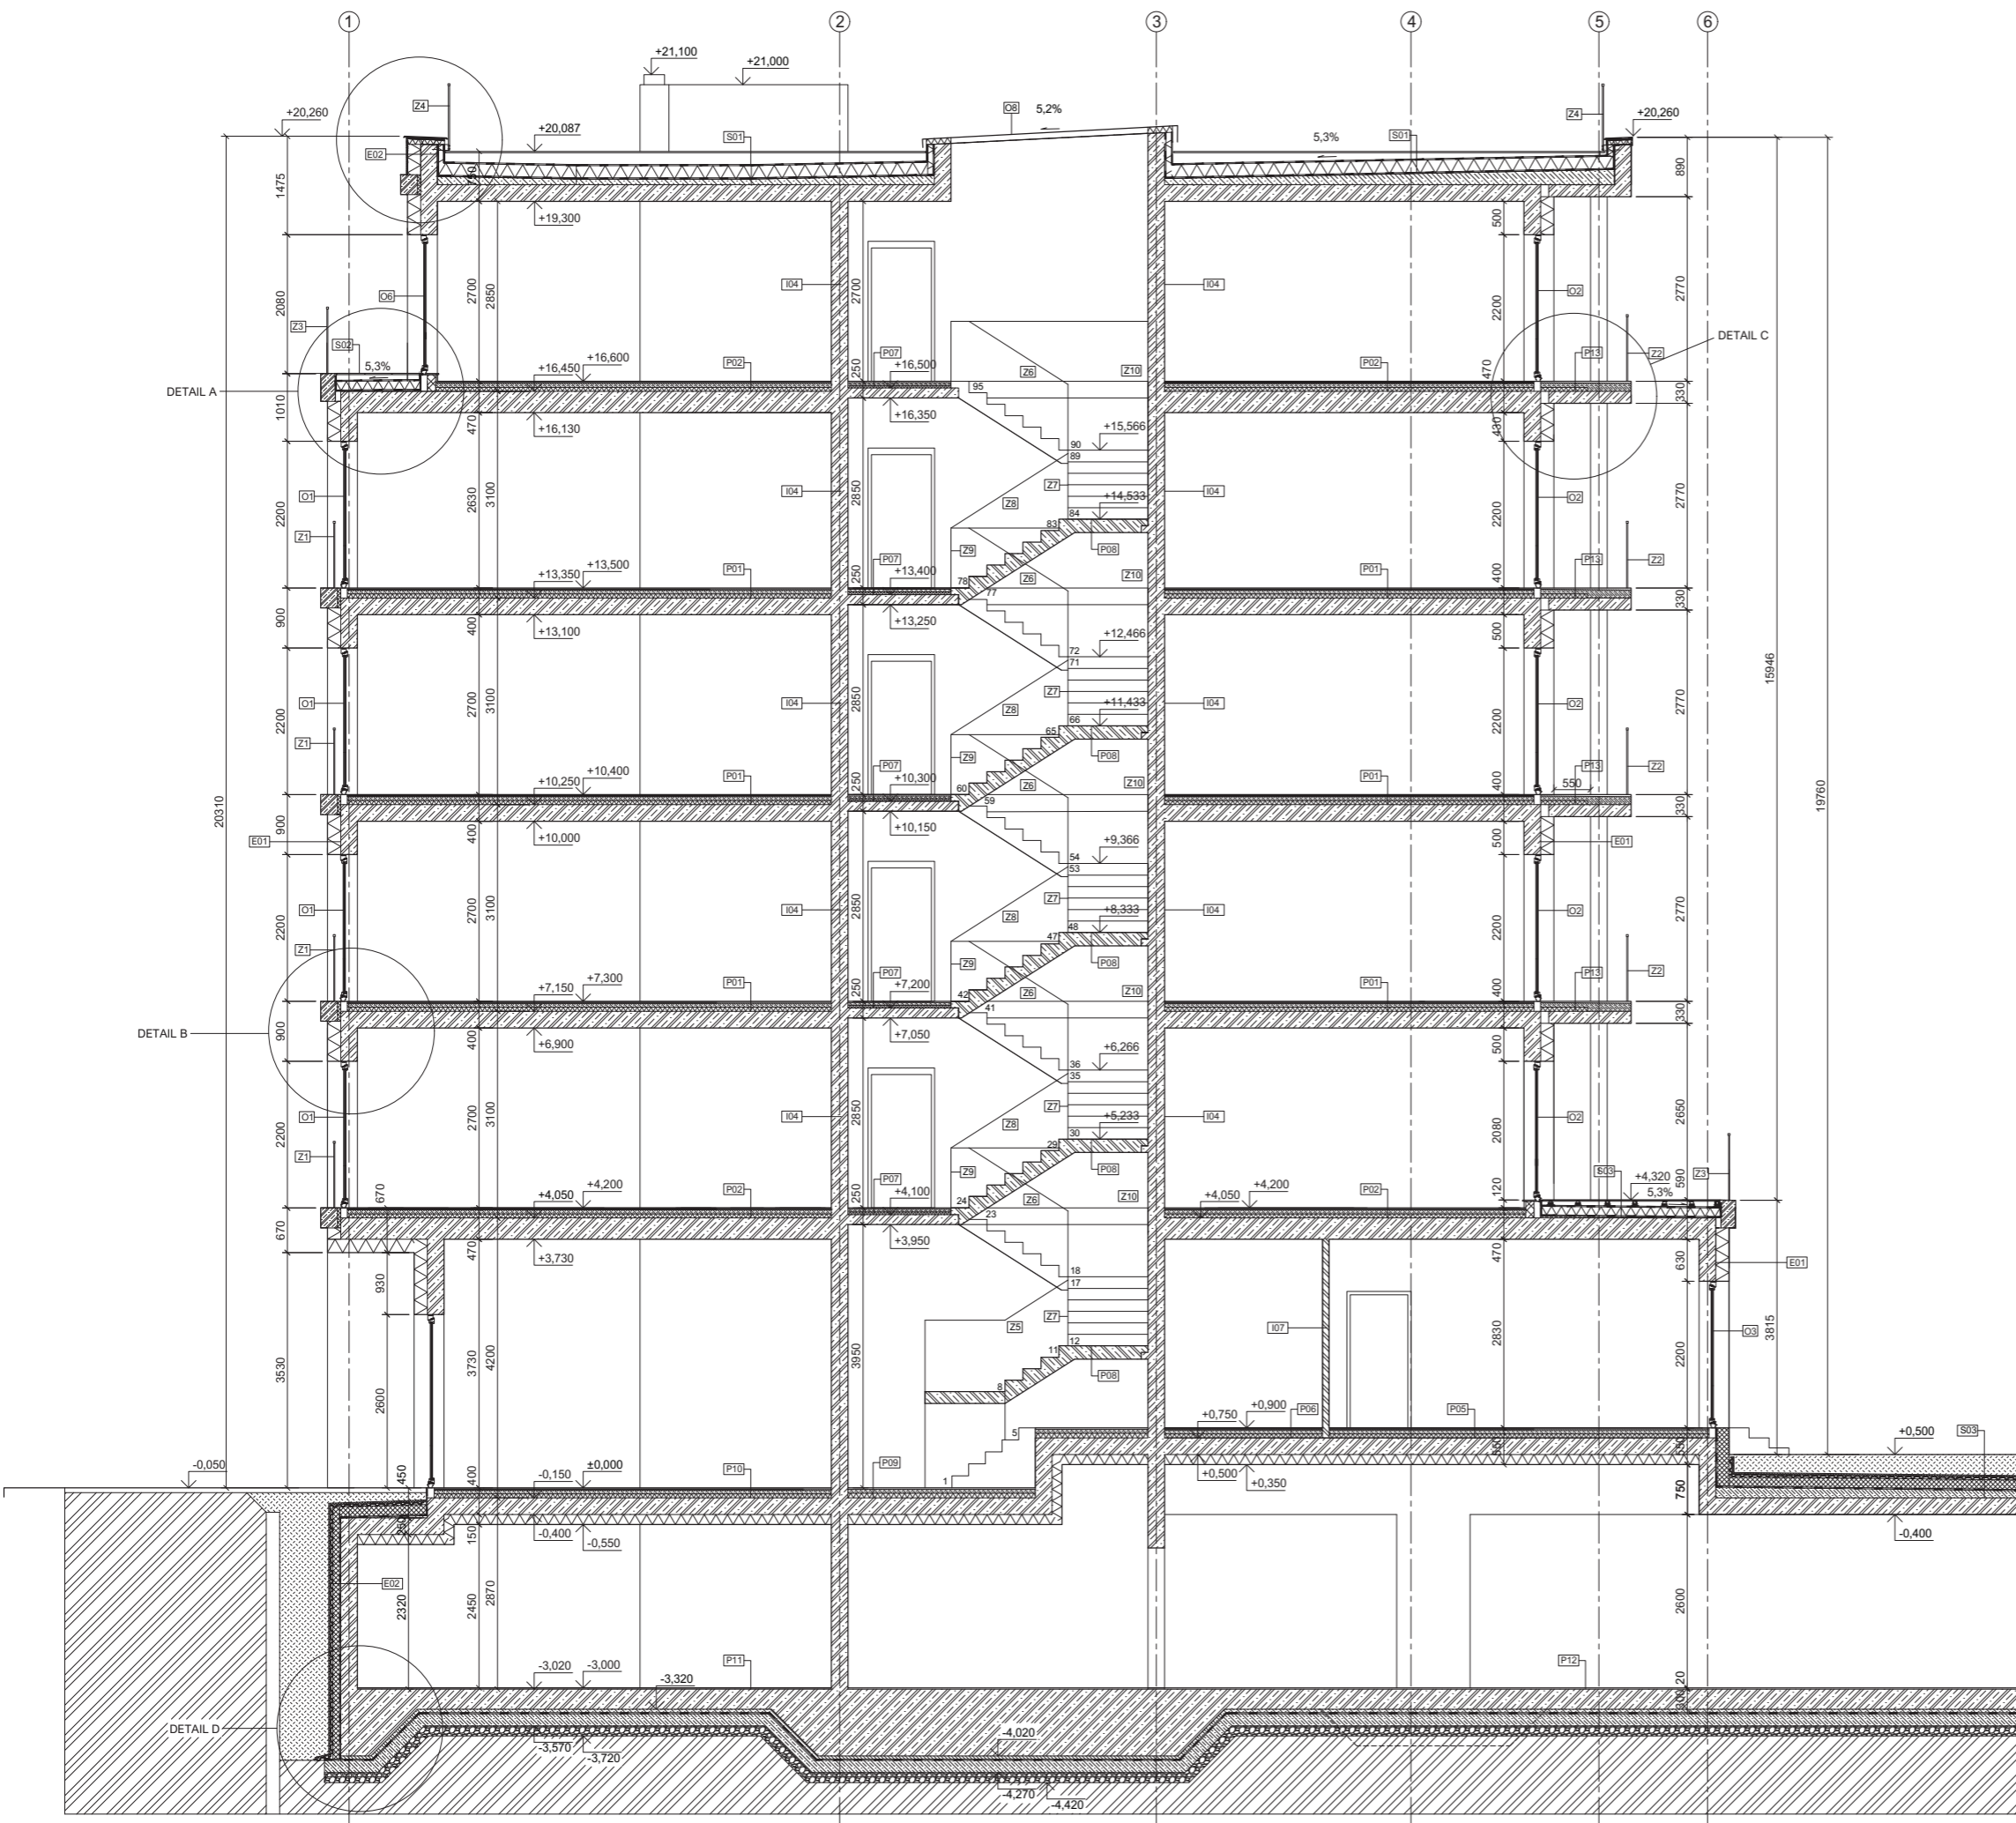 1 2 3 4 5 6
+21,100
+21,000
Z4 O8 5,2% Z4
+20,260 +20,087 S01 5,3% S01 +20,260
E02
1475 750 890
+19,300 500
I04 I04
2080 O6 2700 2850 2700 2200 O2 2770
Z3 DETAIL C
S02 5,3% +16,600 P07 P13 Z2
+16,450 P02 +16,500 Z6 Z10 P02 470
DETAIL A 250 95 330
1010 470 +16,350
+16,130 +15,566 430
90
89
O1 I04 I04 O2
2200 2630 3100 2850 Z7 +14,533 2200 2770
Z8 84
83
Z1 Z9 P08 Z2
+13,500 P07 P13
+13,350 P01 +13,400 Z6 Z10 P01 400
250 78
77 330
900 400 +13,250
+13,100 +12,466 500
72
71
O1 I04 I04 O2
2200 2700 3100 2850 Z7 +11,433 2200 2770 15946
Z8 66
65
Z1 Z9 P08 Z2
+10,400 P07 P13
+10,250 P01 +10,300 Z6 Z10 P01 400 550
250 60
59 330
20310 900 400 +10,150 19760
E01 +10,000 +9,366 500 E01
54
53
O1 I04 I04 O2
2200 2700 3100 2850 Z7 +8,333 2200 2770
Z8 48
47
Z1 Z9 P08 Z2
+7,300 P07 P13
+7,150 P01 +7,200 Z6 Z10 P01 400
250 42
41 330
DETAIL B 900 400 +7,050
+6,900 +6,266 500
36
35
O1 I04 I04 O2
2200 2700 3100 2850 Z7 +5,233 2080 2650
Z8 30
29
Z1 Z9 P08 S03 Z3
670 +4,200 P07 +4,200 +4,320
+4,050 P02 +4,100 Z6 Z10 +4,050 P02 120 5,3% 590
250 24
23
670 470 +3,950 470 630
+3,730 E01
930 18
17
Z7
Z5 I07 2830 O3 3815
3530 3730 4200 3950 12
11 P08 2200
2600 8
+0,900
+0,750 P06 P05
5 +0,500 S03
550 550
-0,050 450 400 ±0,000 +0,500 +0,350
-0,150 P10 P09 1
750
250 150 -0,400 -0,400
-0,550
E02
2320 2450 2870 2600
-3,020 -3,000 P11 P12
-3,320 20
300
DETAIL D
-3,570 -4,020
-3,720
-4,270
-4,420